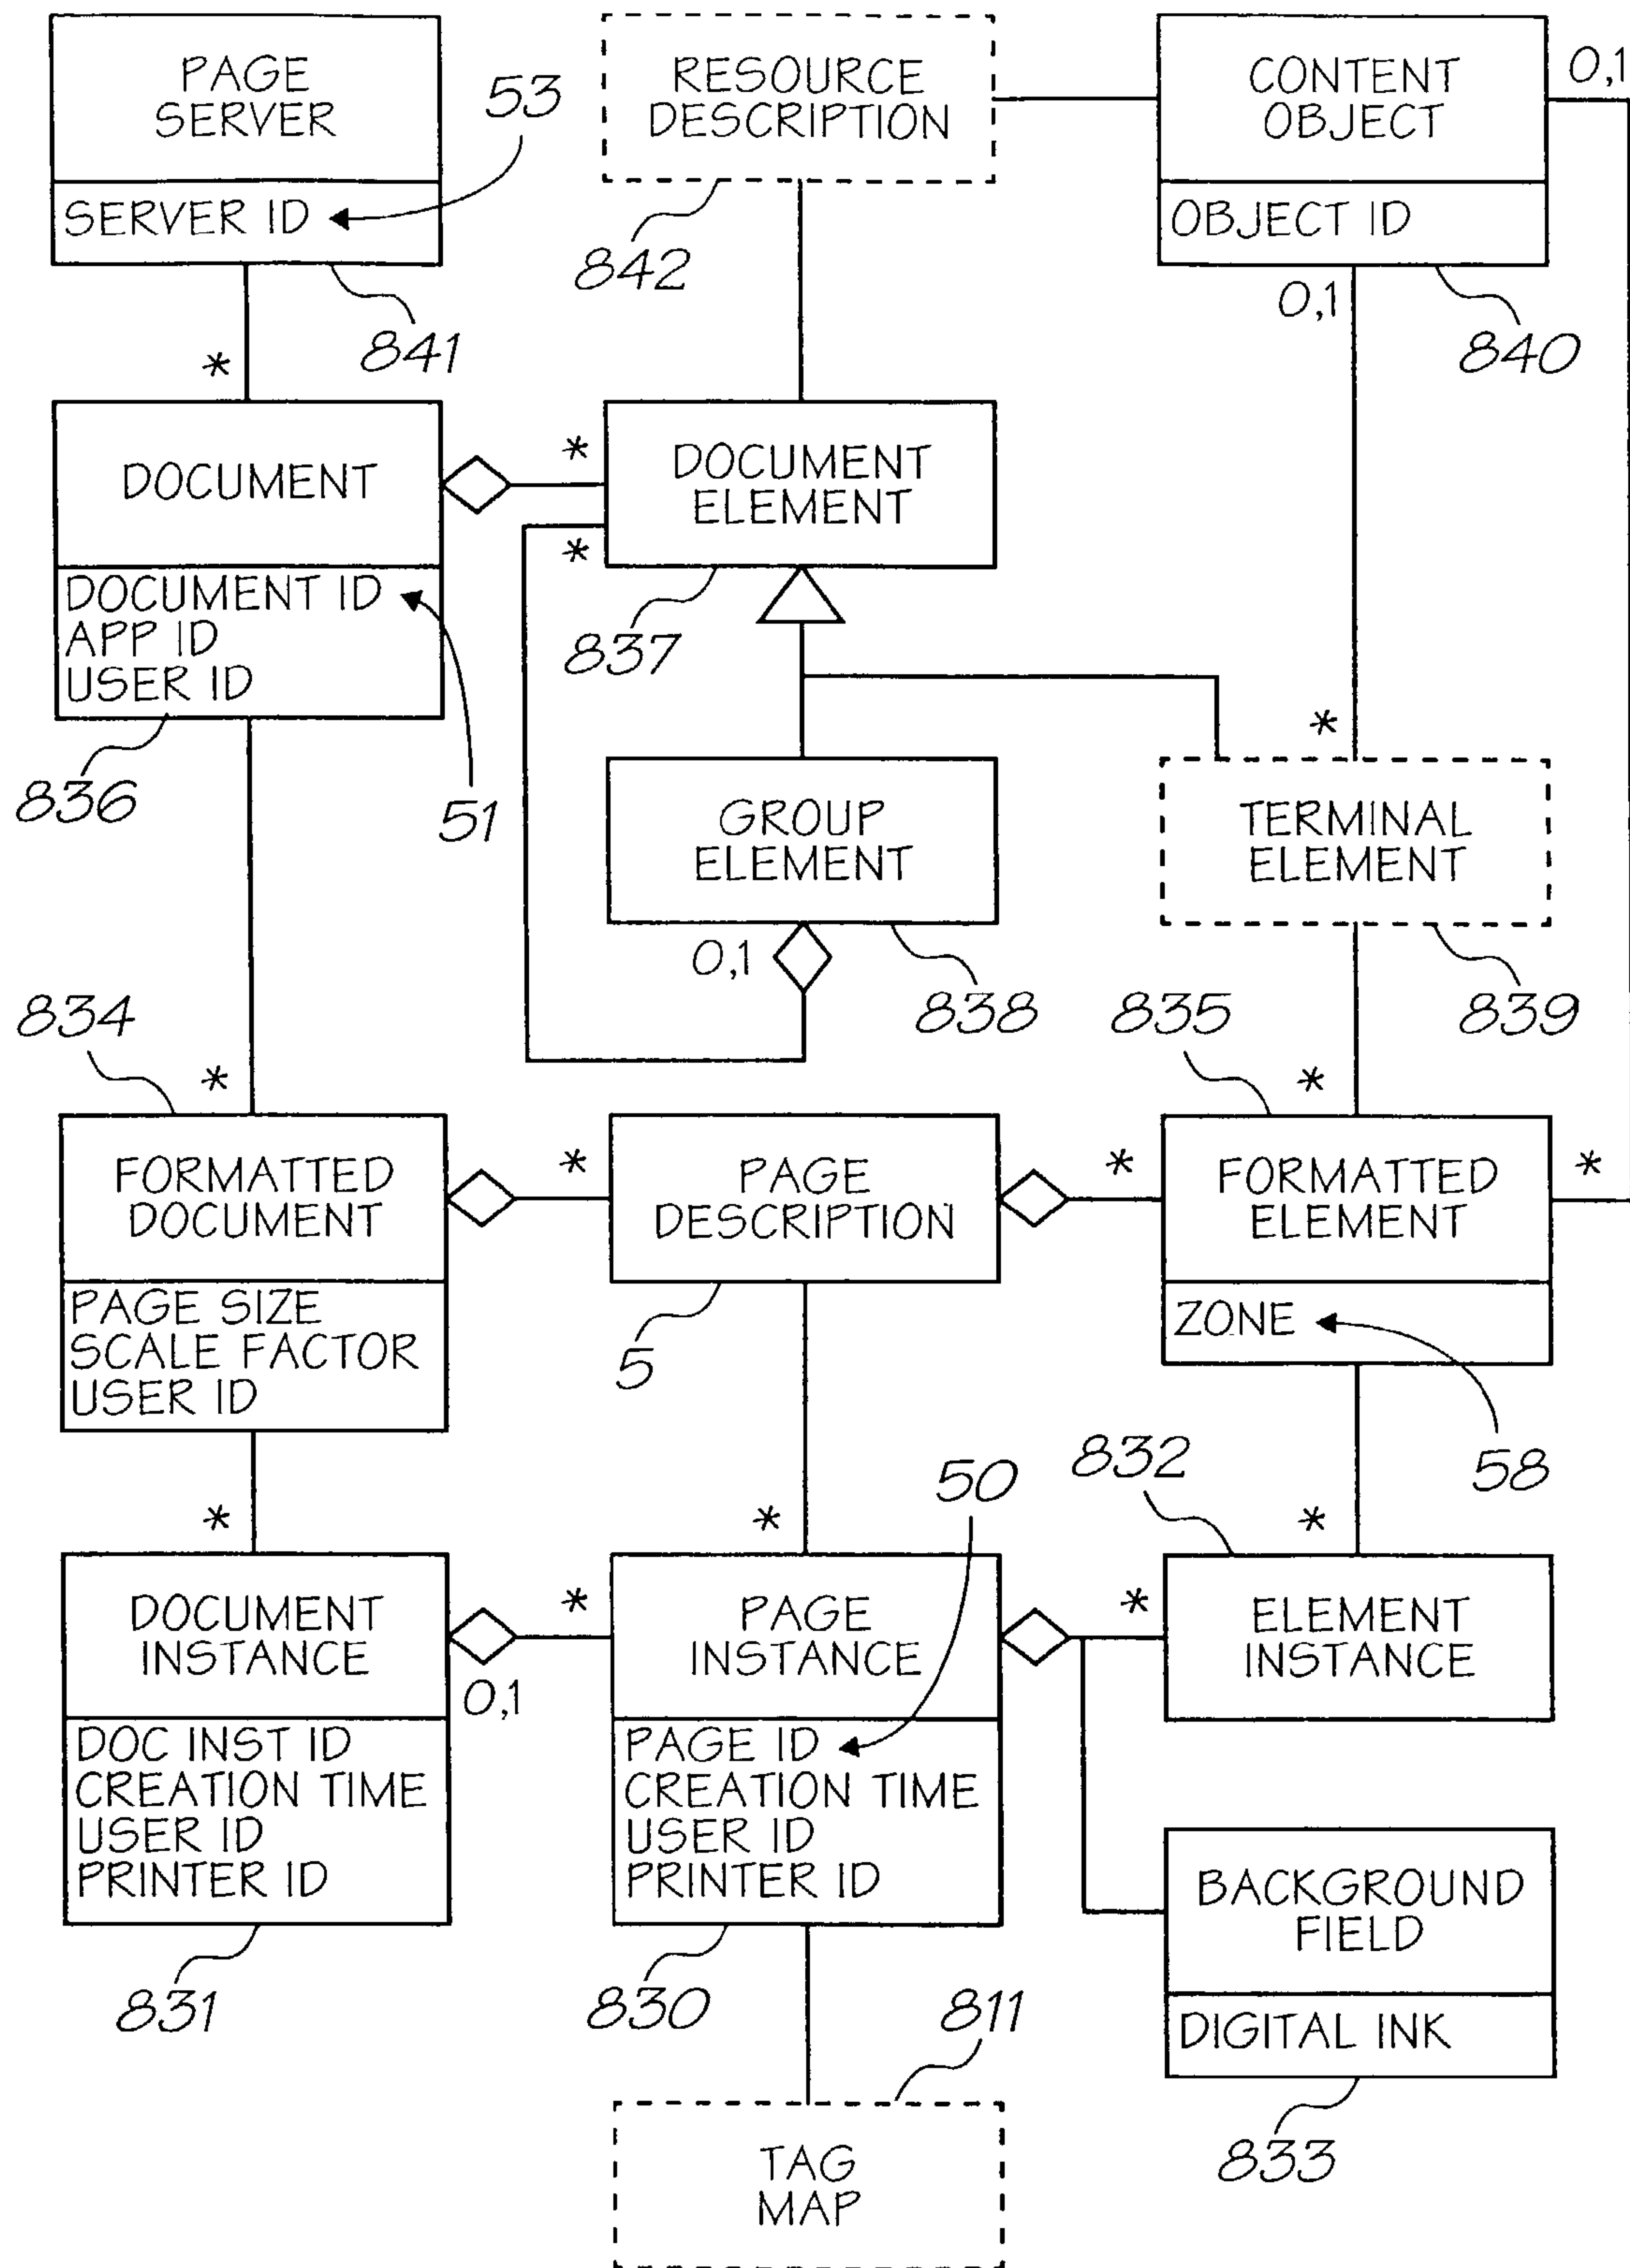 PAGE
SERVER
SERVER ID
53
841
*
RESOURCE
DESCRIPTION
842
CONTENT
OBJECT
OBJECT ID
0,1
0,1
840
DOCUMENT
DOCUMENT ID
APP ID
USER ID
836
51
*
*
DOCUMENT
ELEMENT
837
GROUP
ELEMENT
0,1
838
*
TERMINAL
ELEMENT
839
834
*
FORMATTED
DOCUMENT
PAGE SIZE
SCALE FACTOR
USER ID
*
PAGE
DESCRIPTION
5
835
*
*
FORMATTED
ELEMENT
*
ZONE
58
*
DOCUMENT
INSTANCE
DOC INST ID
CREATION TIME
USER ID
PRINTER ID
831
0,1
*
*
50
PAGE
INSTANCE
PAGE ID
CREATION TIME
USER ID
PRINTER ID
830
832
*
*
ELEMENT
INSTANCE
BACKGROUND
FIELD
DIGITAL INK
833
811
TAG
MAP